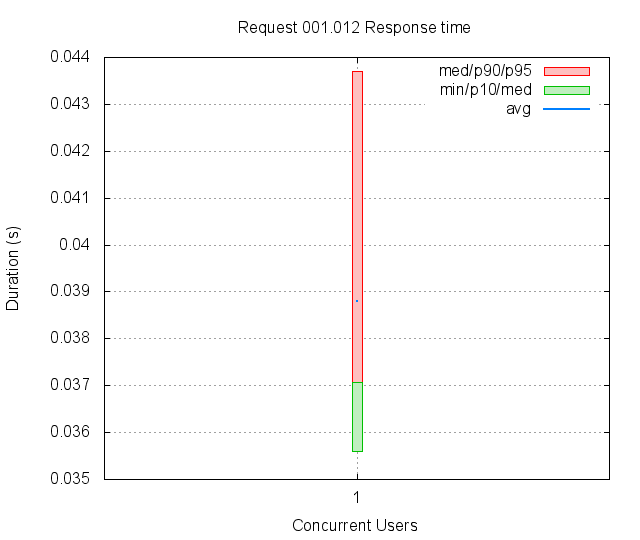 Request 001.012 Response time
0.044
0.043
0.042
0.041
0.04
0.039
0.038
0.037
0.036
0.035
Duration (s)
med/p90/p95
min/p10/med
avg
1
Concurrent Users